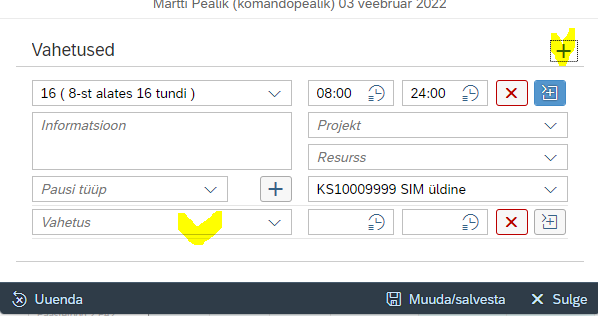 Martti Pealik (komandopealik) 03 veebruar 2022
Vahetused
16 ( 8-st alates 16 tundi ) 08:00 24:00
Informatsioon Projekt
Resurss
Pausi tüüp KS10009999 SIM üldine
Vahetus
Uuenda Muuda/salvesta Sulge